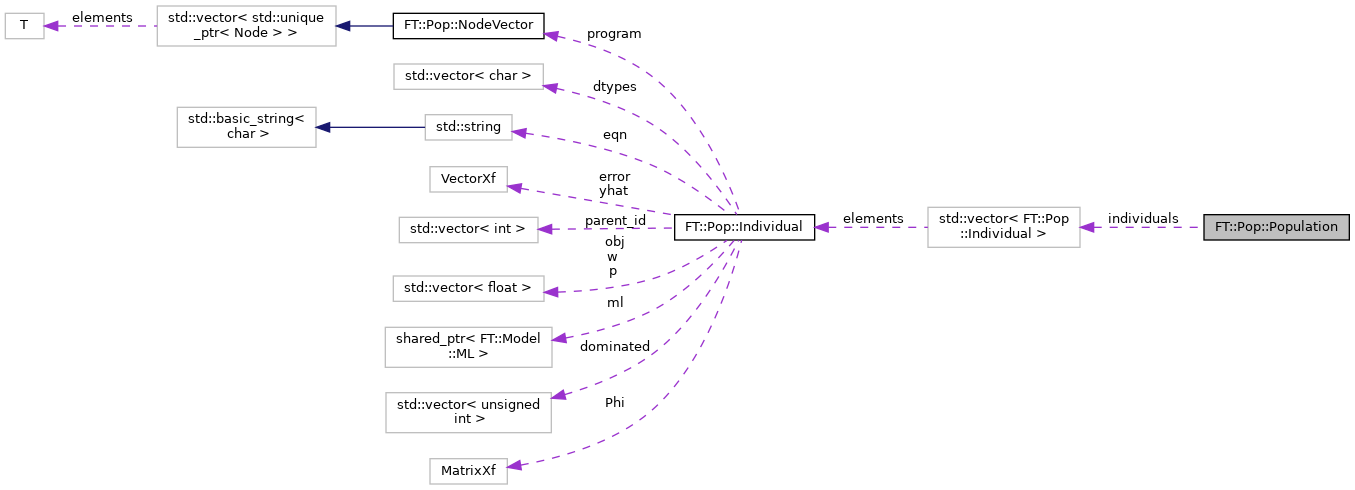 T
elements
std::vector< std::unique
_ptr< Node > >
FT::Pop::NodeVector
program
std::vector< char >
dtypes
std::basic_string<
char >
std::string
eqn
VectorXf
error
yhat
std::vector< int >
parent_id
FT::Pop::Individual
elements
std::vector< FT::Pop
::Individual >
individuals
FT::Pop::Population
obj
w
p
std::vector< float >
ml
shared_ptr< FT::Model
::ML >
dominated
std::vector< unsigned
int >
Phi
MatrixXf